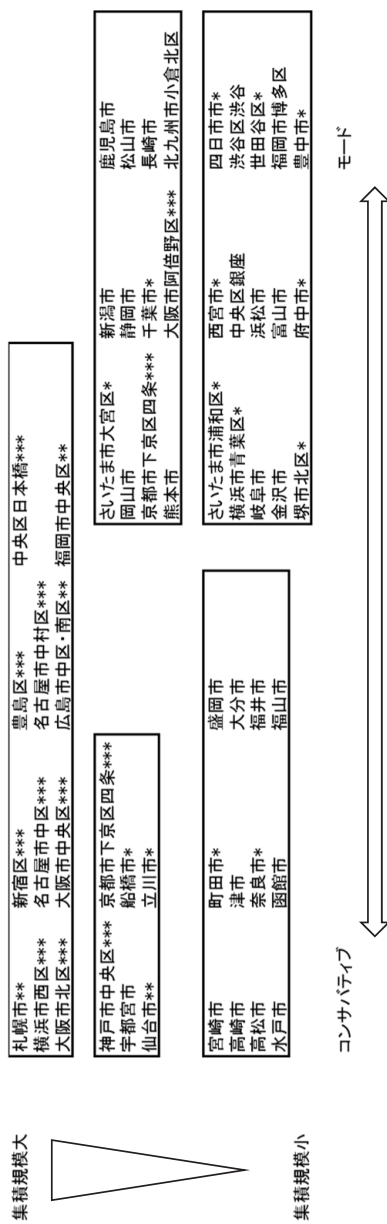 集積規模大
札幌市** 新宿区*** 豊島区*** 中央区日本橋***
横浜市西区*** 名古屋市中区*** 名古屋市中村区***
大阪市北区*** 大阪市中央区*** 広島市中区・南区** 福岡市中央区**
神戸市中央区*** 京都市下京区四条***
宇都宮市 船橋市*
仙台市** 立川市*
さいたま市大宮区* 新潟市 鹿児島市
岡山市 静岡市 松山市
京都市下京区四条*** 千葉市* 長崎市
熊本市 大阪市阿倍野区*** 北九州市小倉北区
宮崎市 町田市* 盛岡市
高崎市 津市 大分市
高松市 奈良市* 福井市
水戸市 函館市 福山市
さいたま市浦和区* 西宮市* 四日市市*
横浜市青葉区* 中央区銀座 渋谷区渋谷
岐阜市 浜松市 世田谷区*
金沢市 富山市 福岡市博多区
堺市北区* 府中市* 豊中市*
集積規模小
コンサバティブ モード